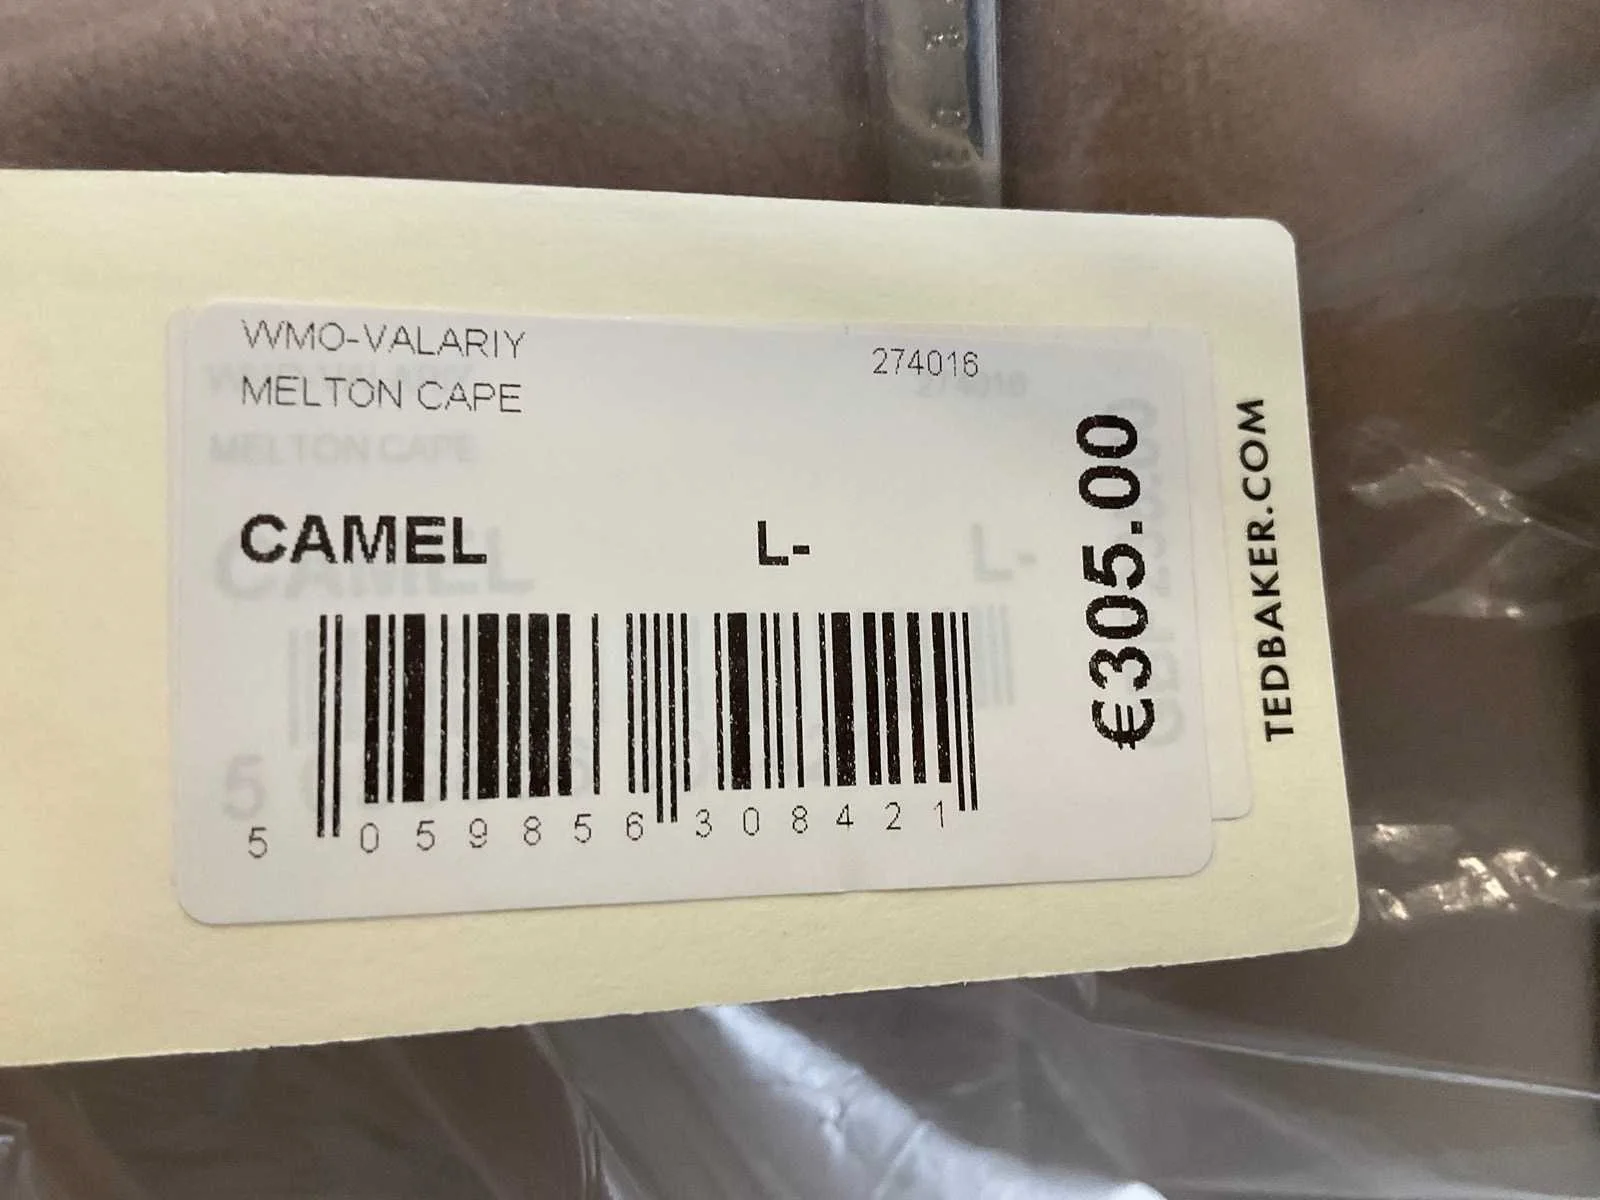 WMO-VALARIY
MELTON CAPE
274016
CAMEL L-
€305.00
5 059856 308421
TEDBAKER.COM